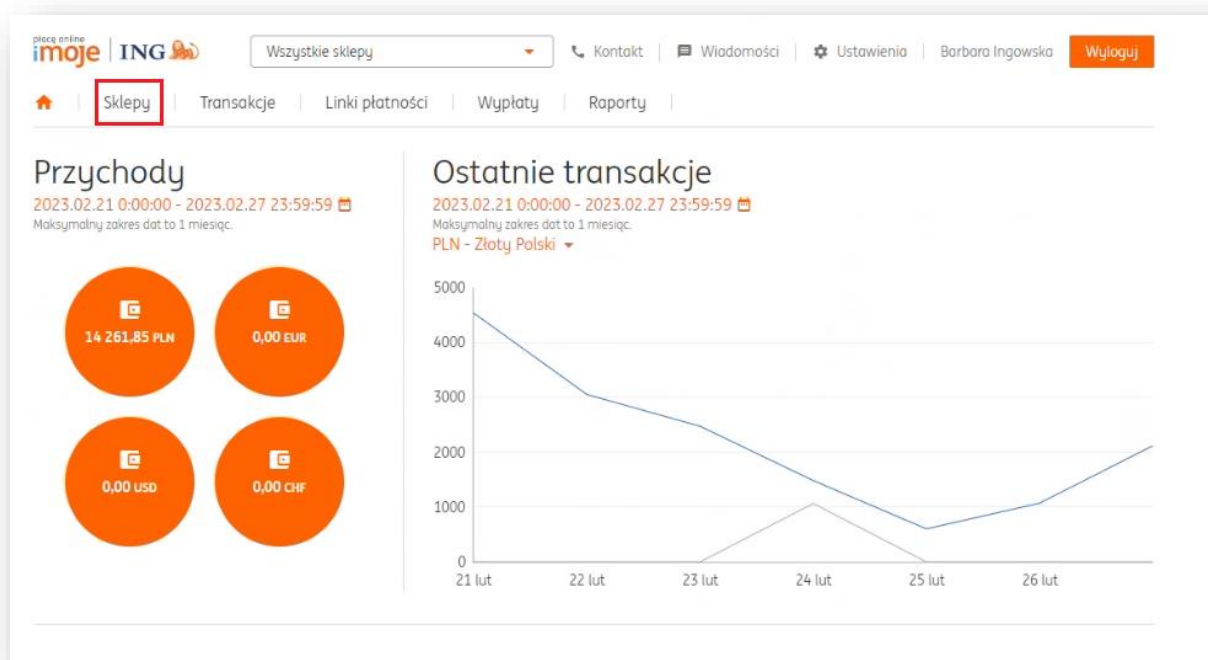 płacę online
imoje | ING
Wszystkie sklepy
Kontakt
Wiadomości
Ustawienia
Barbara Ingowska
Wyloguj
Sklepy
Transakcje
Linki płatności
Wypłaty
Raporty
Przychody
2023.02.21 0:00:00 - 2023.02.27 23:59:59
Maksymalny zakres dat to 1 miesiąc.
14 261,85 PLN
0,00 EUR
0,00 USD
0,00 CHF
Ostatnie transakcje
2023.02.21 0:00:00 - 2023.02.27 23:59:59
Maksymalny zakres dat to 1 miesiąc.
PLN - Złoty Polski
5000
4000
3000
2000
1000
0
21 lut
22 lut
23 lut
24 lut
25 lut
26 lut